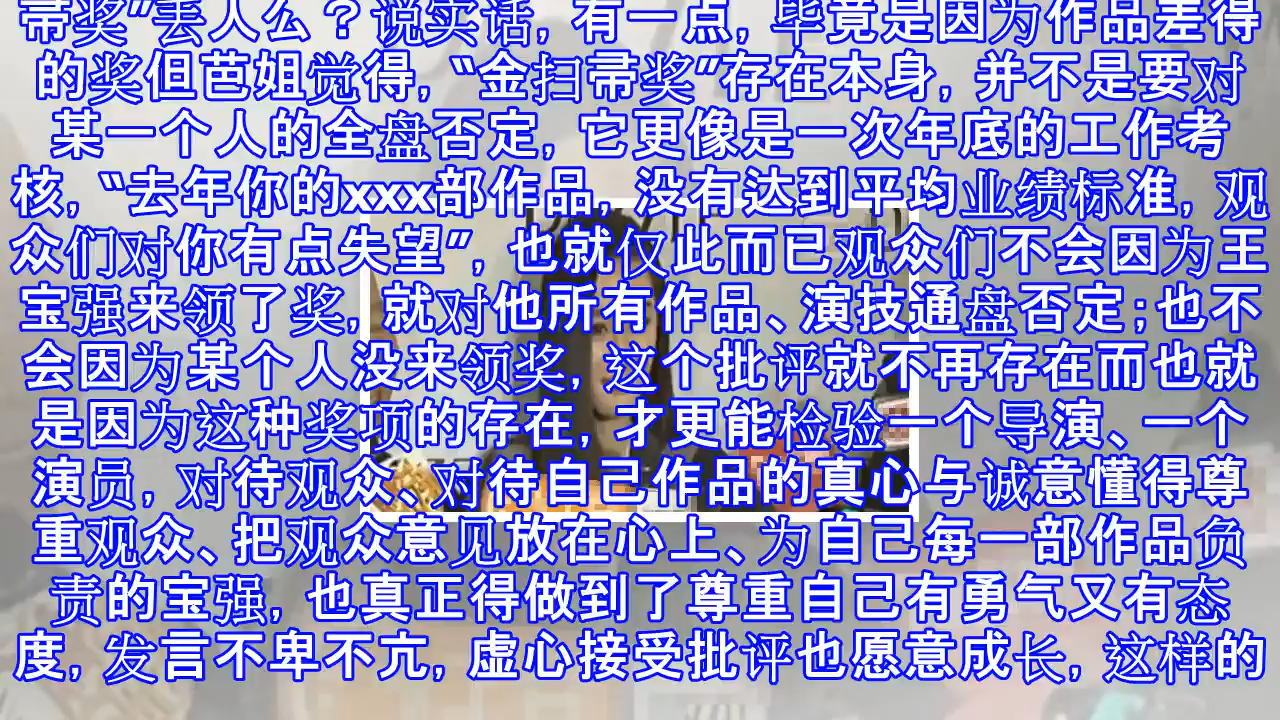 帚奖”丢人么？说实话, 有一点, 毕竟是因为作品差得
的奖但芭姐觉得, “金扫帚奖”存在本身, 并不是要对
某一个人的全盘否定, 它更像是一次年底的工作考
核, “去年你的xxx部作品, 没有达到平均业绩标准, 观
众们对你有点失望”, 也就仅此而已观众们不会因为王
宝强来领了奖, 就对他所有作品、演技通盘否定; 也不
会因为某个人没来领奖, 这个批评就不再存在而也就
是因为这种奖项的存在, 才更能检验一个导演、一个
演员, 对待观众、对待自己作品的真心与诚意懂得尊
重观众、把观众意见放在心上、为自己每一部作品负
责的宝强, 也真正得做到了尊重自己有勇气又有态
度, 发言不卑不亢, 虚心接受批评也愿意成长, 这样的